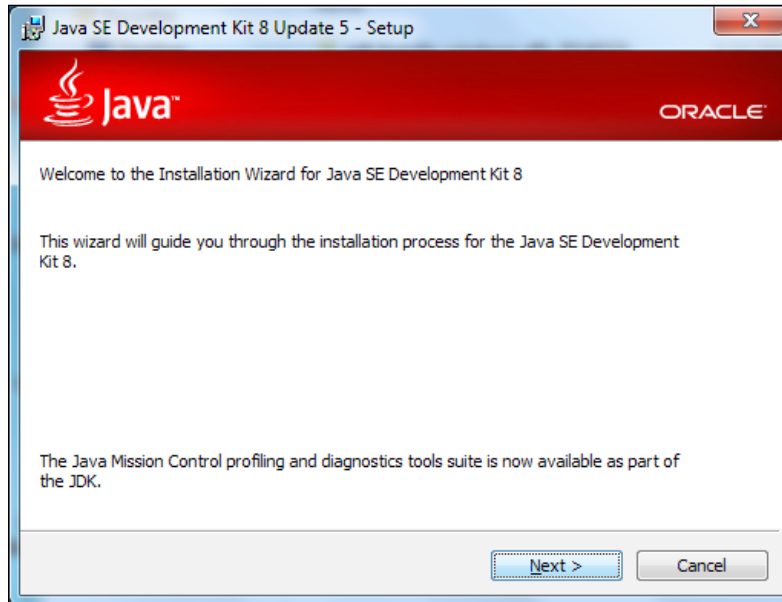 Java SE Development Kit 8 Update 5 - Setup
Java™
ORACLE
Welcome to the Installation Wizard for Java SE Development Kit 8
This wizard will guide you through the installation process for the Java SE Development
Kit 8.
The Java Mission Control profiling and diagnostics tools suite is now available as part of
the JDK.
Next >
Cancel